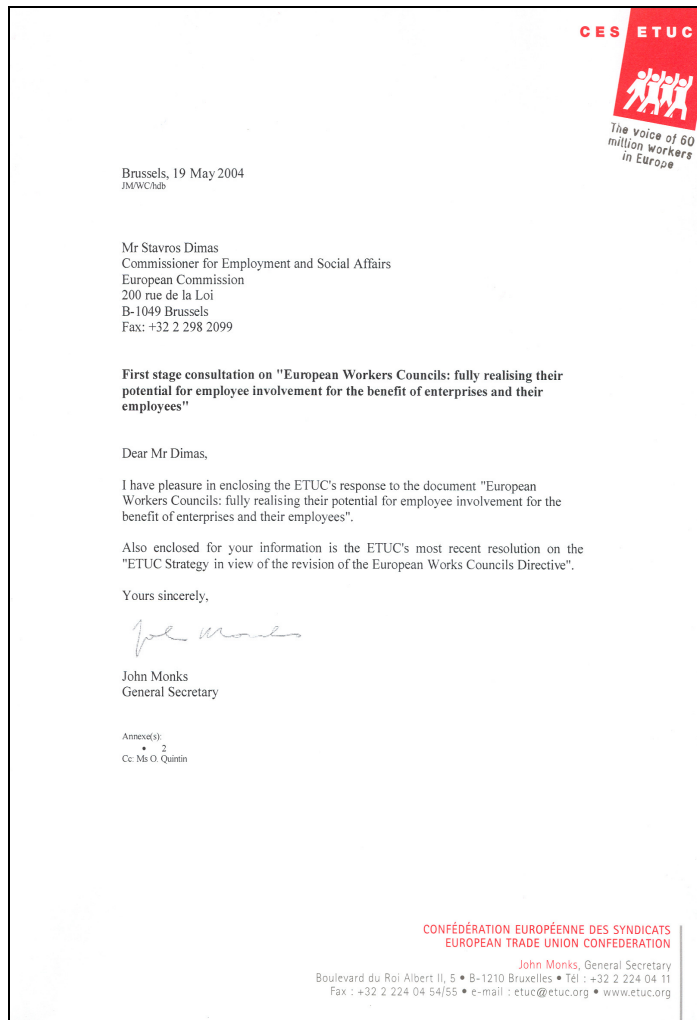 CES ETUC
The voice of 60
million workers
in Europe
Brussels, 19 May 2004
JM/WC/hdb
Mr Stavros Dimas
Commissioner for Employment and Social Affairs
European Commission
200 rue de la Loi
B-1049 Brussels
Fax: +32 2 298 2099
First stage consultation on "European Workers Councils: fully realising their
potential for employee involvement for the benefit of enterprises and their
employees"
Dear Mr Dimas,
I have pleasure in enclosing the ETUC's response to the document "European
Workers Councils: fully realising their potential for employee involvement for the
benefit of enterprises and their employees".
Also enclosed for your information is the ETUC's most recent resolution on the
"ETUC Strategy in view of the revision of the European Works Councils Directive".
Yours sincerely,
John Monks
John Monks
General Secretary
Annexe(s):
• 2
Cc: Ms O. Quintin
CONFÉDÉRATION EUROPÉENNE DES SYNDICATS
EUROPEAN TRADE UNION CONFEDERATION
John Monks, General Secretary
Boulevard du Roi Albert II, 5 • B-1210 Bruxelles • Tél : +32 2 224 04 11
Fax : +32 2 224 04 54/55 • e-mail : etuc@etuc.org • www.etuc.org